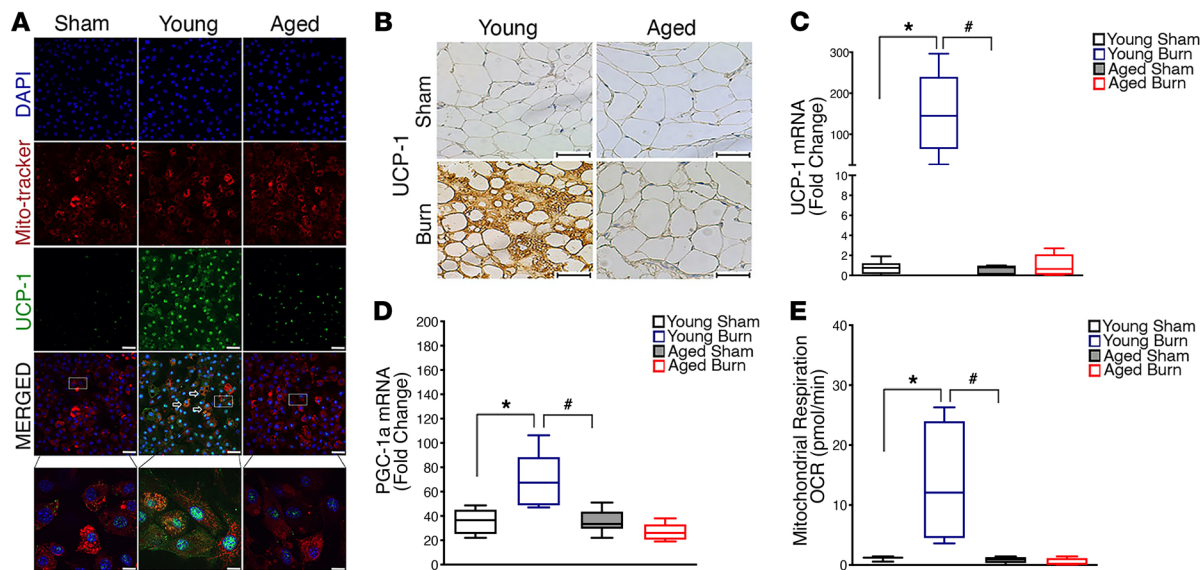 A
Sham Young Aged
DAPI
Mito-tracker
UCP-1
MERGED
B
Young Aged
UCP-1
Sham
Burn
C
Young Sham
Young Burn
Aged Sham
Aged Burn
UCP-1 mRNA
(Fold Change)
300
200
100
10
8
6
4
2
0
* #
D
Young Sham
Young Burn
Aged Sham
Aged Burn
PGC-1a mRNA
(Fold Change)
200
180
160
140
120
100
80
60
40
20
0
* #
E
Young Sham
Young Burn
Aged Sham
Aged Burn
Mitochondrial Respiration
OCR (pmol/min)
40
30
20
10
0
* #